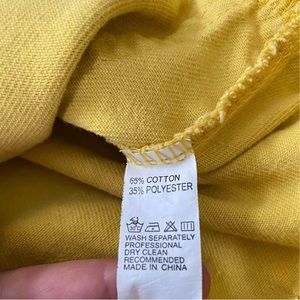 65% COTTON
35% POLYESTER
WASH SEPARATELY
PROFESSIONAL
DRY CLEAN
RECOMMENDED
MADE IN CHINA